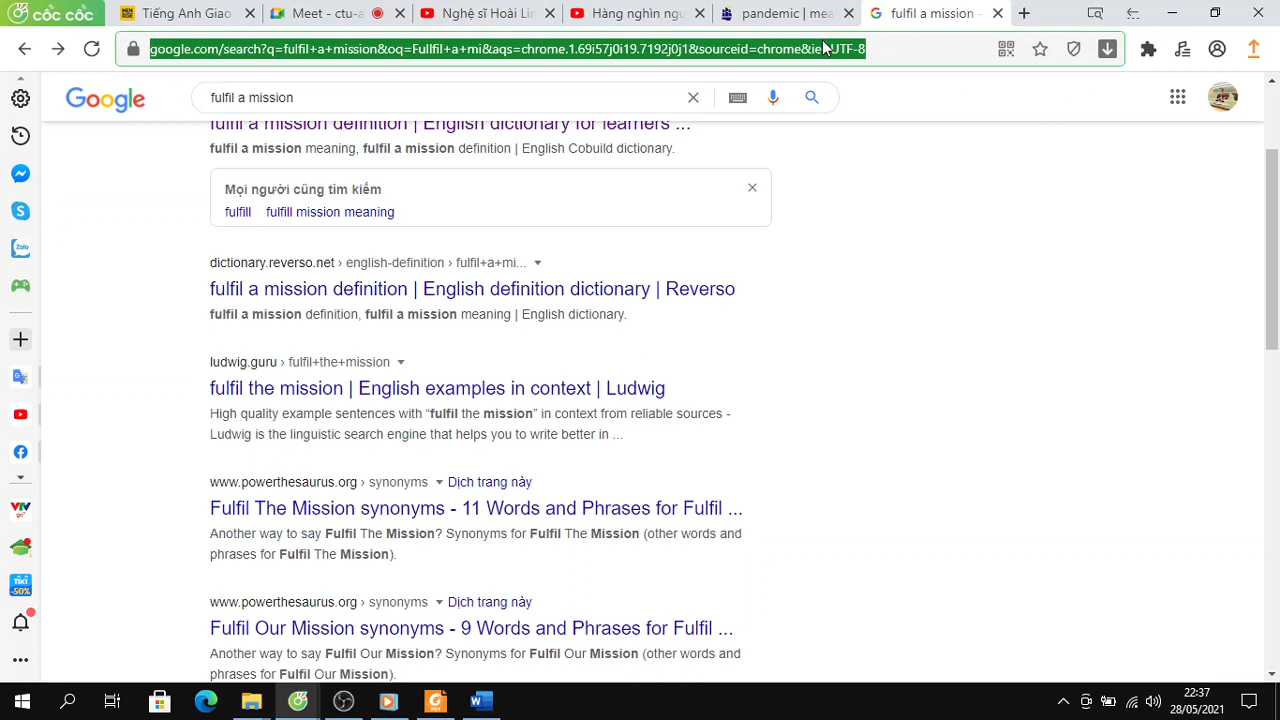 cốc cốc
Tiếng Anh Giao
Meet - ctu-a
Nghệ sĩ Hoài Lin
Hàng nghìn ngu
pandemic | mea
fulfil a mission -
google.com/search?q=fulfil+a+mission&oq=Fullfil+a+mi&aqs=chrome.1.69i57j0i19.7192j0j1&sourceid=chrome&ie=UTF-8
Google
fulfil a mission
fulfil a mission definition | English dictionary for learners ...
fulfil a mission meaning, fulfil a mission definition | English Cobuild dictionary.
Mọi người cũng tìm kiếm
fulfill fulfill mission meaning
dictionary.reverso.net › english-definition › fulfil+a+mi...
fulfil a mission definition | English definition dictionary | Reverso
fulfil a mission definition, fulfil a mission meaning | English dictionary.
ludwig.guru › fulfil+the+mission
fulfil the mission | English examples in context | Ludwig
High quality example sentences with “fulfil the mission” in context from reliable sources -
Ludwig is the linguistic search engine that helps you to write better in ...
www.powerthesaurus.org › synonyms Dịch trang này
Fulfil The Mission synonyms - 11 Words and Phrases for Fulfil ...
Another way to say Fulfil The Mission? Synonyms for Fulfil The Mission (other words and
phrases for Fulfil The Mission).
www.powerthesaurus.org › synonyms Dịch trang này
Fulfil Our Mission synonyms - 9 Words and Phrases for Fulfil ...
Another way to say Fulfil Our Mission? Synonyms for Fulfil Our Mission (other words and
phrases for Fulfil Our Mission).
Zalo
VTV
go
TIKI
-50%
22:37
28/05/2021